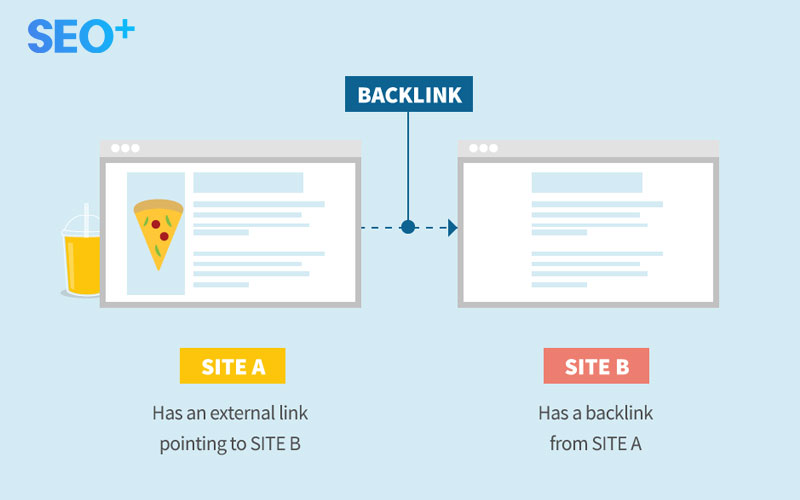 SEO+
BACKLINK
SITE A
Has an external link
pointing to SITE B
SITE B
Has a backlink
from SITE A